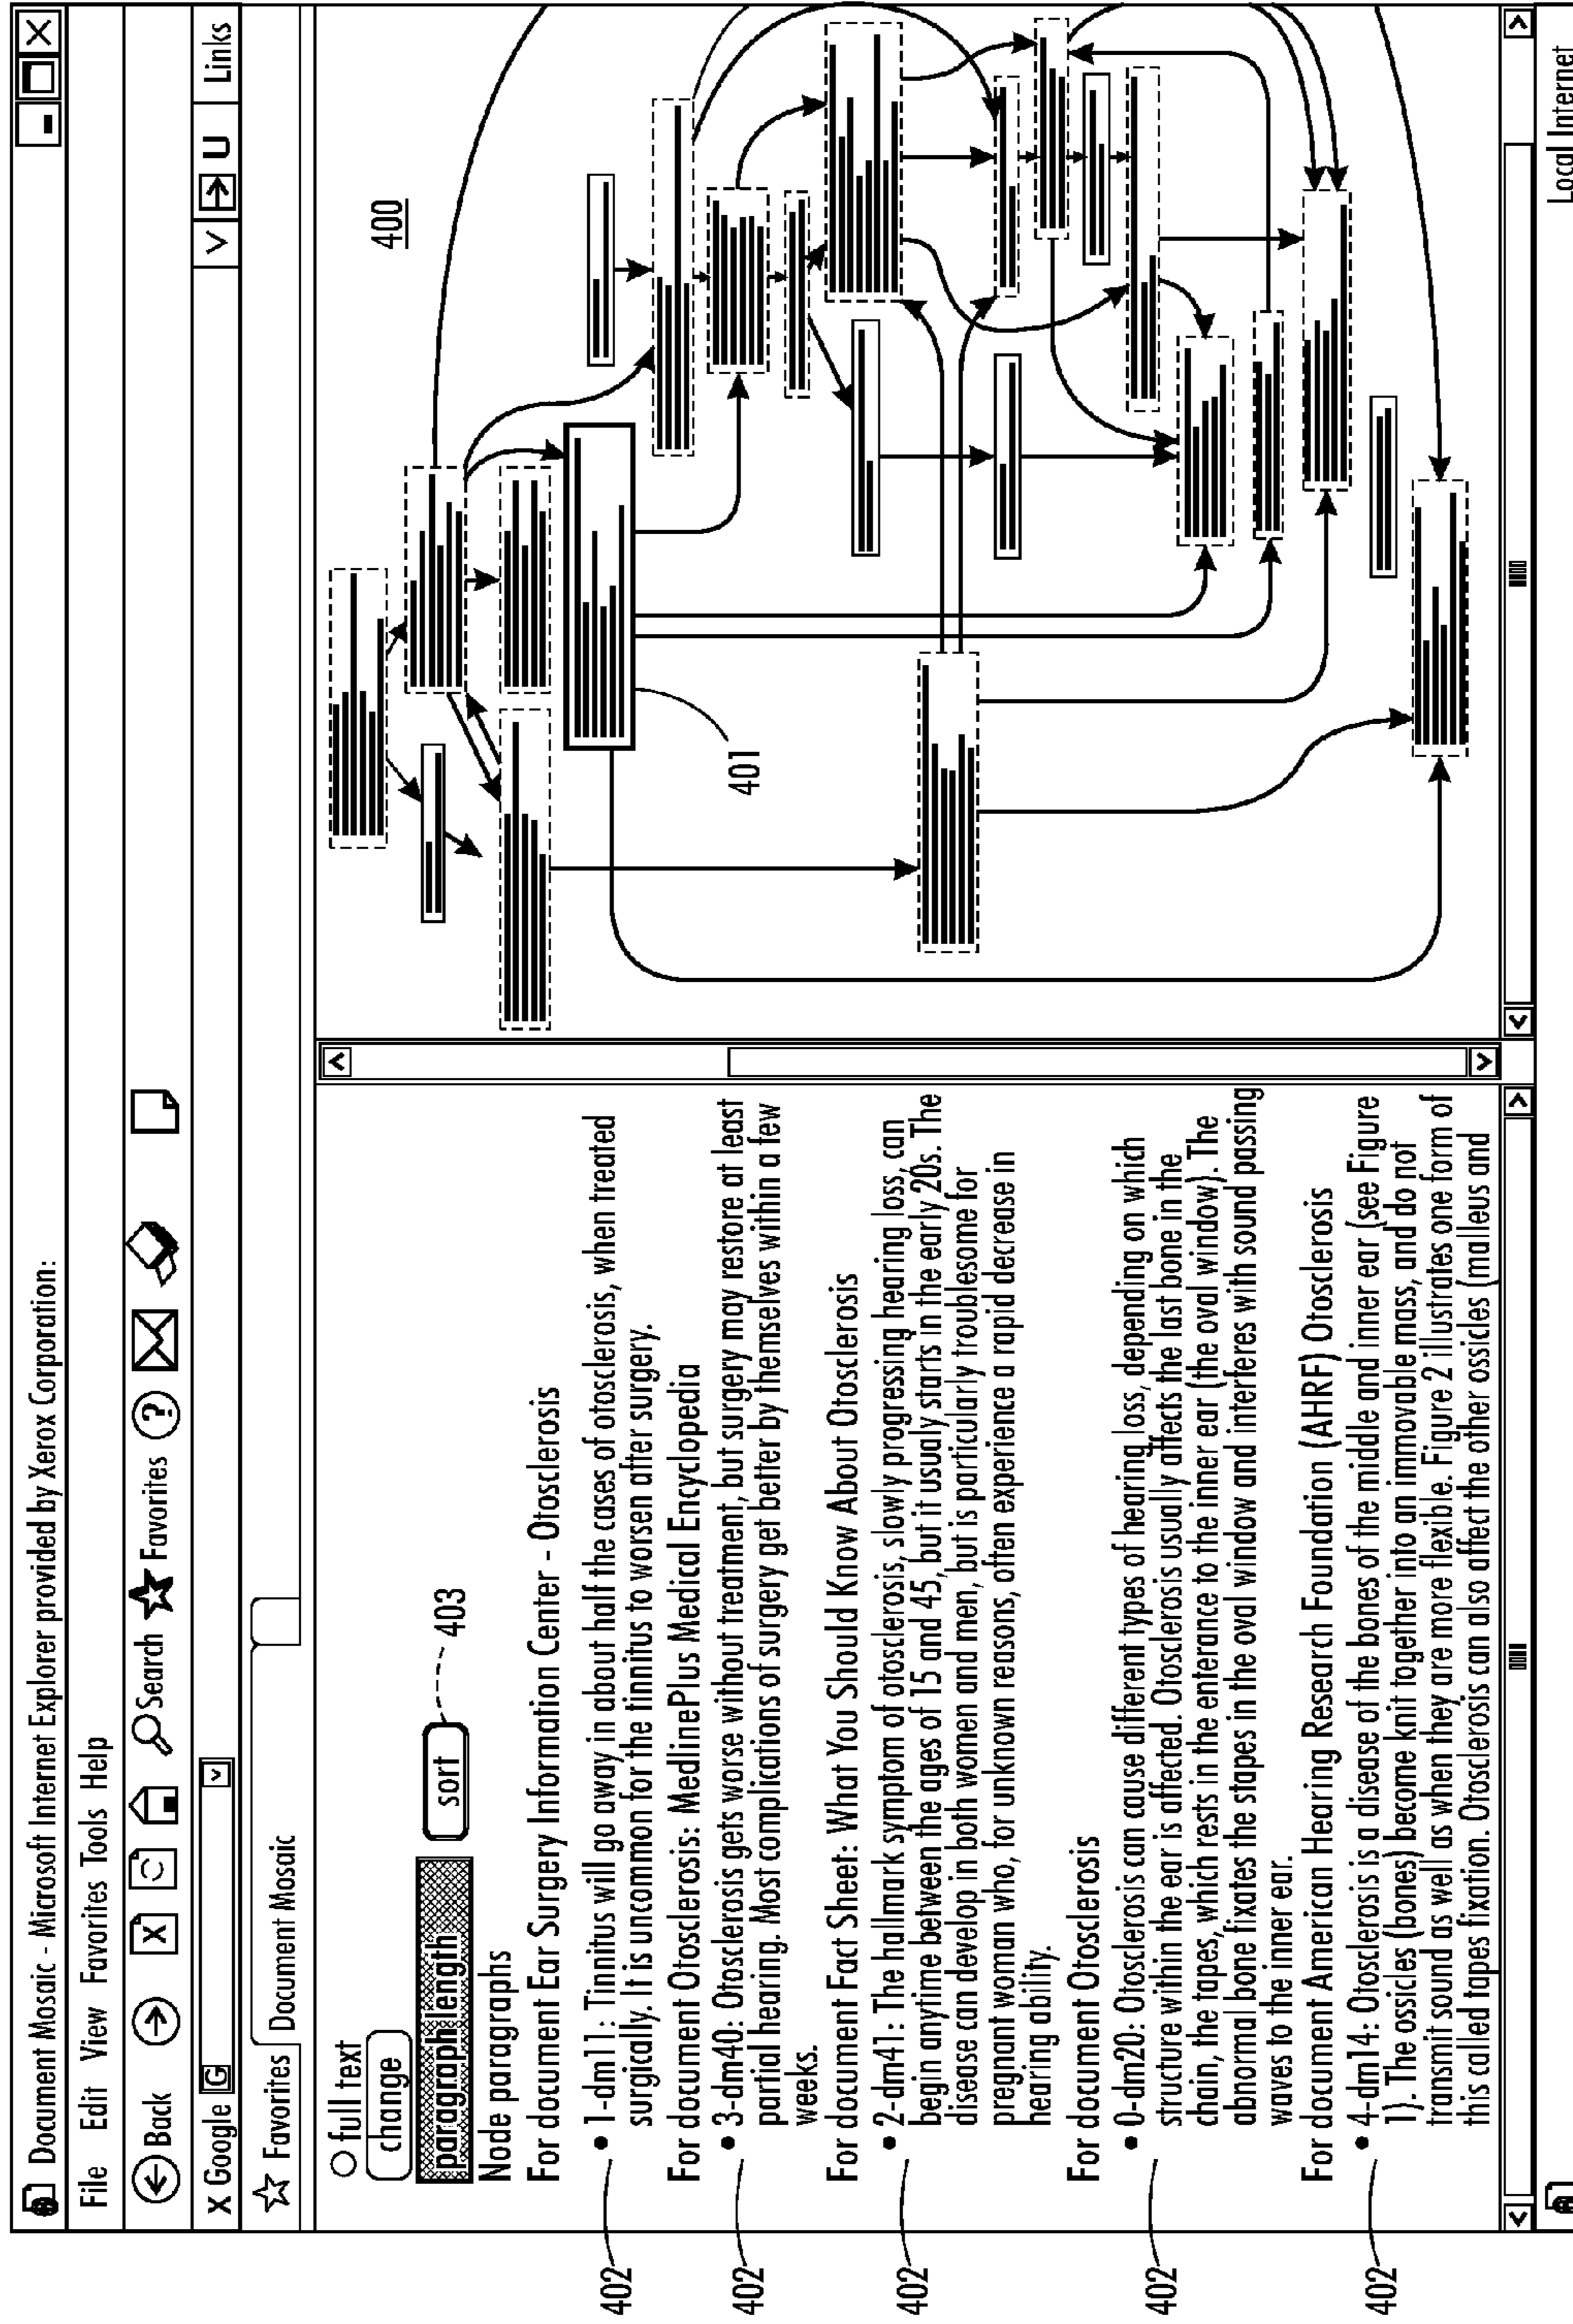 Document Mosaic - Microsoft Internet Explorer provided by Xerox Corporation:
File Edit View Favorites Tools Help
Back Search Favorites
X Google G Links
Favorites Document Mosaic
full text
change
paragraph length sort 403
Node paragraphs
For document Ear Surgery Information Center - Otosclerosis
402 • 1-dm11: Tinnitus will go away in about half the cases of otosclerosis, when treated
surgically. It is uncommon for the tinnitus to worsen after surgery.
For document Otosclerosis: MedlinePlus Medical Encyclopedia
402 • 3-dm40: Otosclerosis gets worse without treatment, but surgery may restore at least
partial hearing. Most complications of surgery get better by themselves within a few
weeks.
For document Fact Sheet: What You Should Know About Otosclerosis
402 • 2-dm41: The hallmark symptom of otosclerosis, slowly progressing hearing loss, can
begin anytime between the ages of 15 and 45, but it usualy starts in the early 20s. The
disease can develop in both women and men, but is particularly troublesome for
pregnant woman who, for unknown reasons, often experience a rapid decrease in
hearing ability.
For document Otosclerosis
402 • 0-dm20: Otosclerosis can cause different types of hearing loss, depending on which
structure within the ear is affected. Otosclerosis usually affects the last bone in the
chain, the tapes, which rests in the enterance to the inner ear (the oval window). The
abnormal bone fixates the stapes in the oval window and interferes with sound passing
waves to the inner ear.
For document American Hearing Research Foundation (AHRF) Otosclerosis
402 • 4-dm14: Otosclerosis is a disease of the bones of the middle and inner ear (see Figure
1). The ossicles (bones) become knit together into an immovable mass, and do not
transmit sound as well as when they are more flexible. Figure 2 illustrates one form of
this called tapes fixation. Otosclerosis can also affect the other ossicles (malleus and
400
401
Local Internet